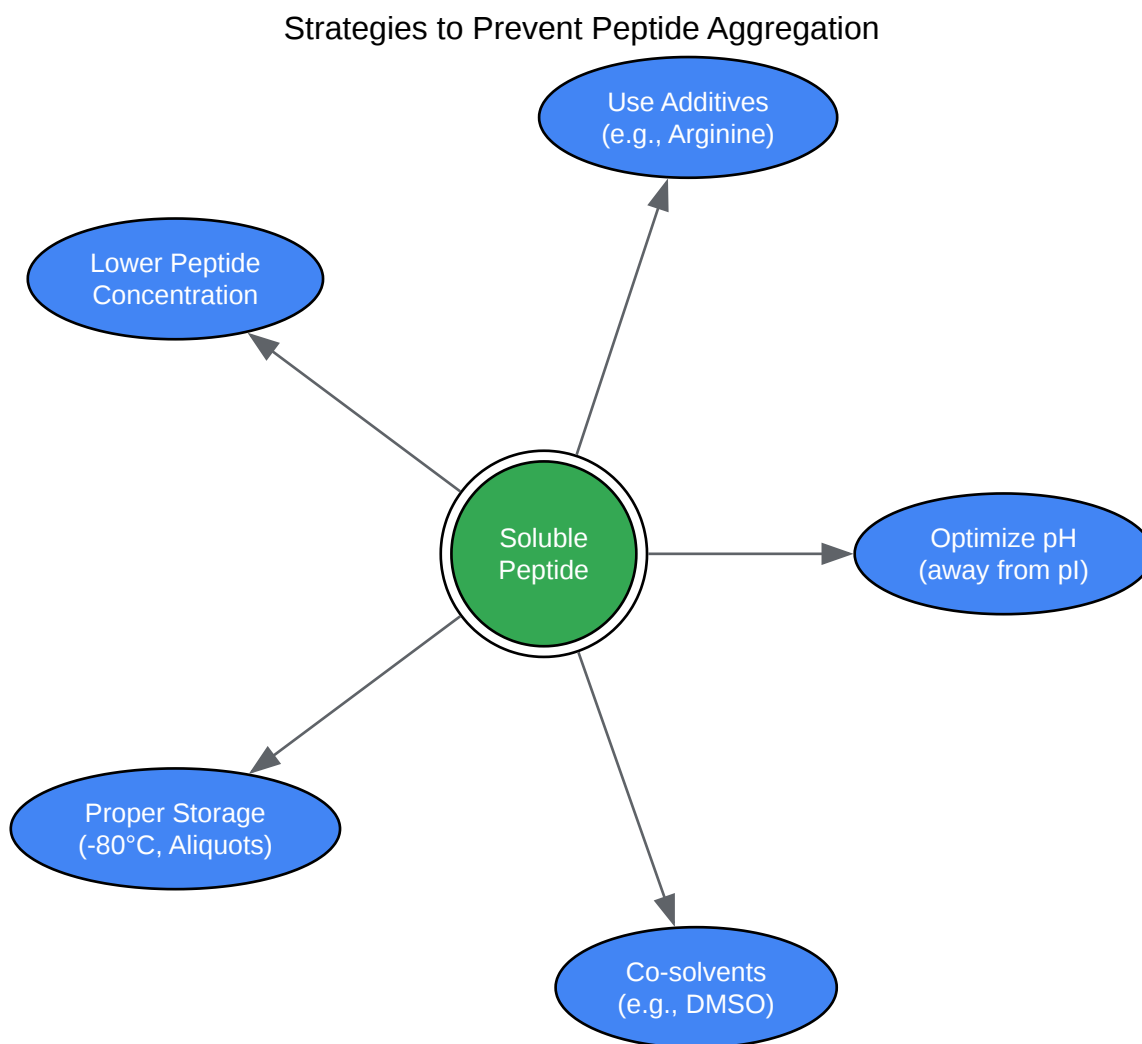 Strategies to Prevent Peptide Aggregation
Use Additives
(e.g., Arginine)
Lower Peptide
Concentration
Soluble
Peptide
Optimize pH
(away from pI)
Proper Storage
(-80°C, Aliquots)
Co-solvents
(e.g., DMSO)